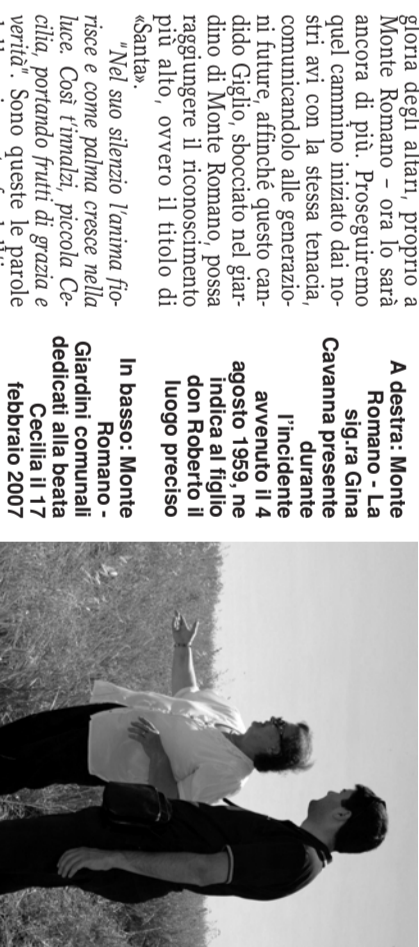 gloria degli altari, proprio a
Monte Romano – ora lo sarà
ancora di più. Proseguiremo
quel cammino iniziato dai no-
stri avi con la stessa tenacia,
comunicandolo alle generazio-
ni future, affinché questo can-
dido Giglio, sbocciato nel giar-
dino di Monte Romano, possa
raggiungere il riconoscimento
più alto, ovvero il titolo di
«Santa».
"Nel suo silenzio l'anima fio-
risce e come palma cresce nella
luce. Così t'innalzi, piccola Ce-
cilia, portando frutti di grazia e
verità". Sono queste le parole
A destra: Monte
Romano - La
sig.ra Gina
Cavanna presente
durante
l'incidente
avvenuto il 4
agosto 1959, ne
indica al figlio
don Roberto il
luogo preciso
In basso: Monte
Romano -
Giardini comunali
dedicati alla beata
Cecilia il 17
febbraio 2007